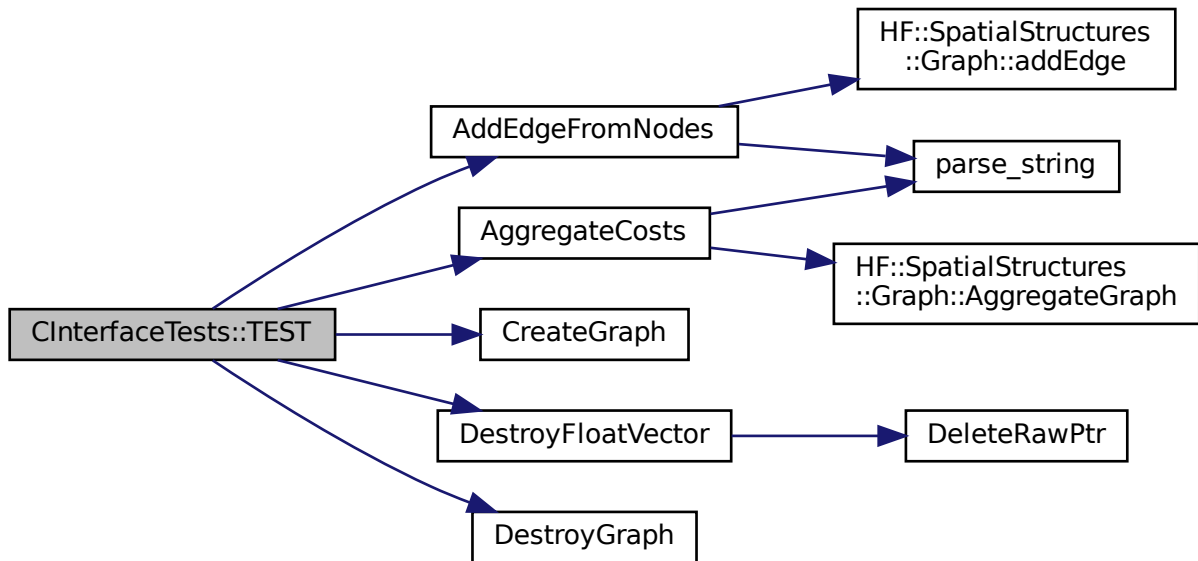 HF::SpatialStructures
::Graph::addEdge
AddEdgeFromNodes
parse_string
AggregateCosts
HF::SpatialStructures
::Graph::AggregateGraph
CInterfaceTests::TEST
CreateGraph
DestroyFloatVector
DeleteRawPtr
DestroyGraph